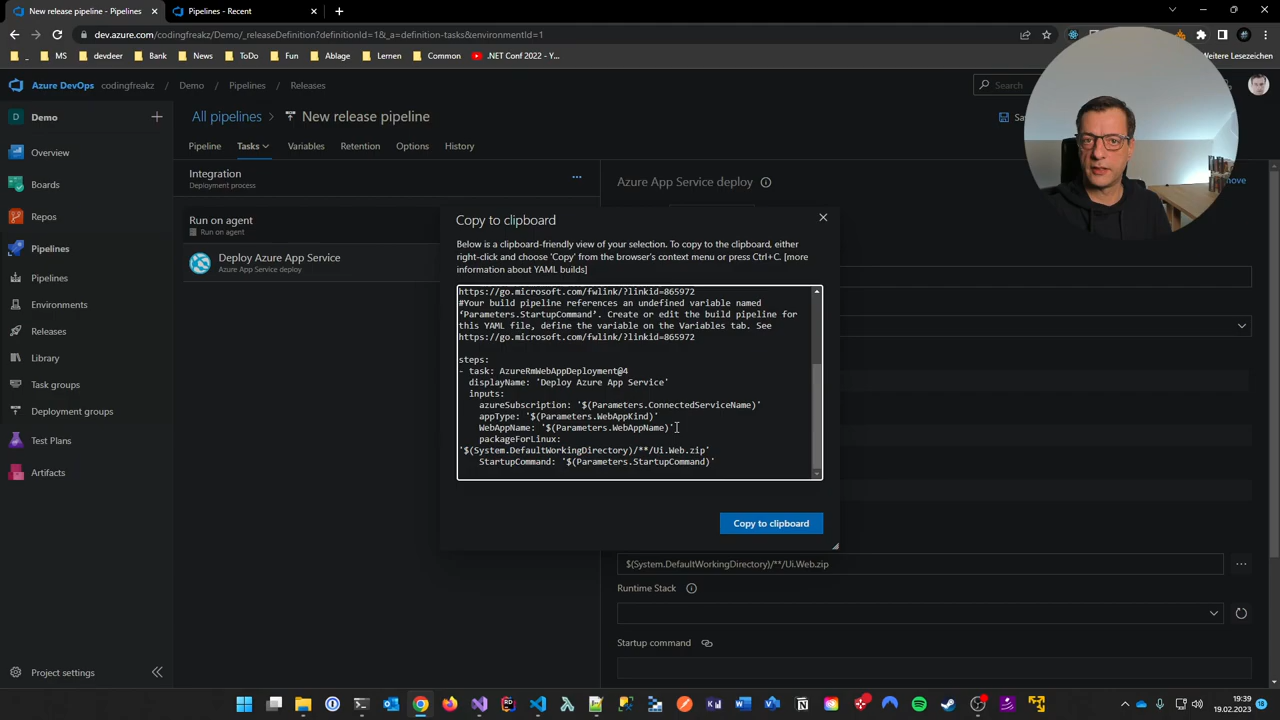 New release pipeline - Pipelines
Pipelines - Recent
dev.azure.com/codingfreakz/Demo/_releaseDefinition?definitionId=1&_a=definition-tasks&environmentId=1
MS
devdeer
Bank
News
ToDo
Fun
Ablage
Lernen
Common
.NET Conf 2022 - Y...
Weitere Lesezeichen
Azure DevOps
codingfreakz
Demo
Pipelines
Releases
Search
D
Demo
Overview
Boards
Repos
Pipelines
Pipelines
Environments
Releases
Library
Task groups
Deployment groups
Test Plans
Artifacts
Project settings
All pipelines
New release pipeline
Pipeline
Tasks
Variables
Retention
Options
History
Integration
Deployment process
Run on agent
Run on agent
Deploy Azure App Service
Azure App Service deploy
Azure App Service deploy
Copy to clipboard
Below is a clipboard-friendly view of your selection. To copy to the clipboard, either
right-click and choose 'Copy' from the browser's context menu or press Ctrl+C. [more
information about YAML builds]
https://go.microsoft.com/fwlink/?linkid=865972
#Your build pipeline references an undefined variable named
‘Parameters.StartupCommand’. Create or edit the build pipeline for
this YAML file, define the variable on the Variables tab. See
https://go.microsoft.com/fwlink/?linkid=865972
steps:
- task: AzureRmWebAppDeployment@4
displayName: 'Deploy Azure App Service'
inputs:
azureSubscription: '$(Parameters.ConnectedServiceName)'
appType: '$(Parameters.WebAppKind)'
WebAppName: '$(Parameters.WebAppName)'
packageForLinux:
'$(System.DefaultWorkingDirectory)/**/Ui.Web.zip'
StartupCommand: '$(Parameters.StartupCommand)'
Copy to clipboard
$(System.DefaultWorkingDirectory)/**/Ui.Web.zip
Runtime Stack
Startup command
19:39
19.02.2023